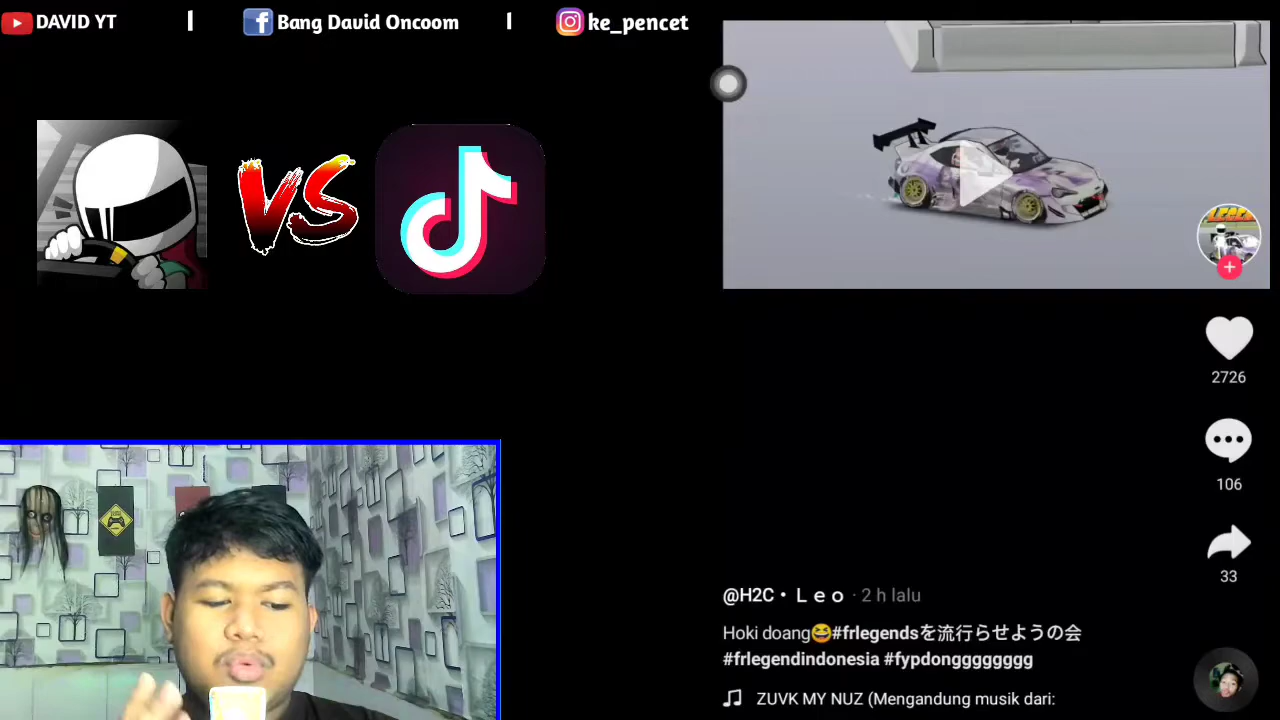 DAVID YT | Bang David Oncoom | ke_pencet
VS
LEGEN
2726
106
33
@H2C• Ｌｅｏ · 2 h lalu
Hoki doang😆#frlegendsを流行らせようの会
#frlegendindonesia #fypdonggggggg
ZUVK MY NUZ (Mengandung musik dari: